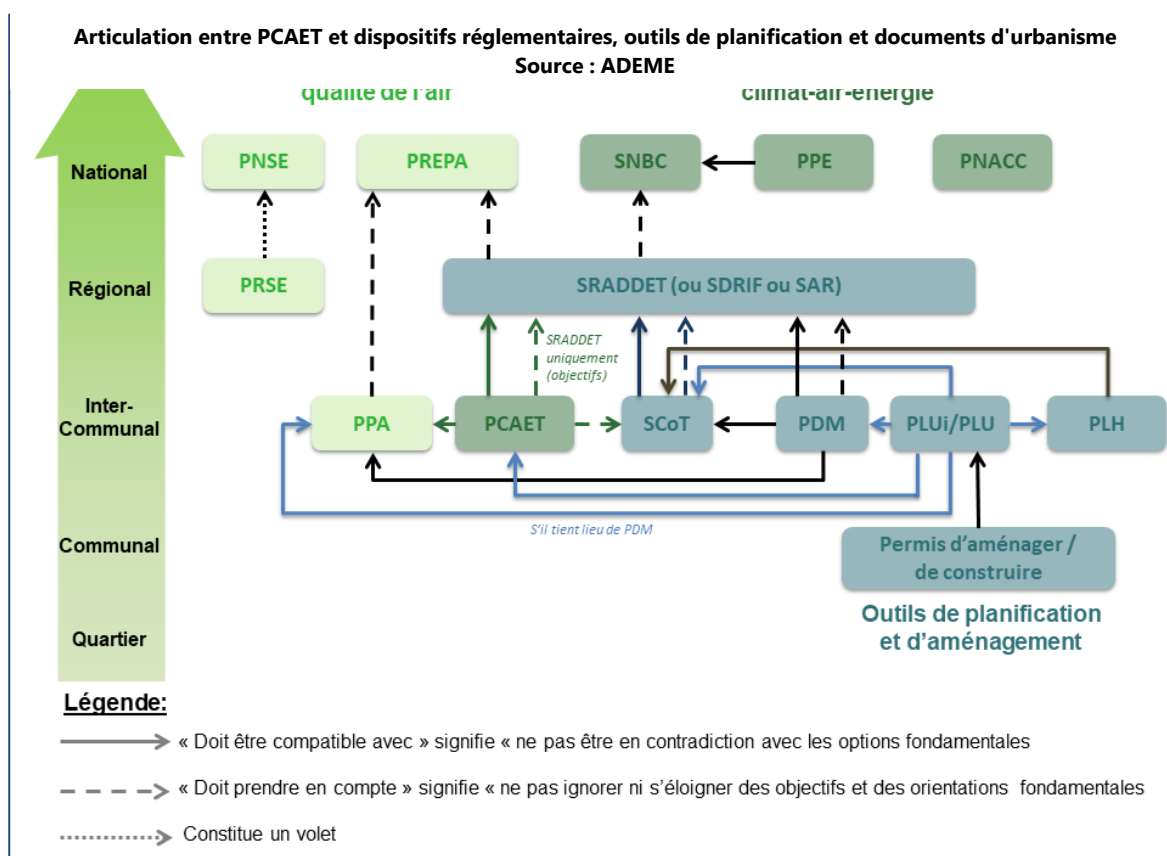 Articulation entre PCAET et dispositifs réglementaires, outils de planification et documents d'urbanisme
Source : ADEME
qualité de l'air
climat-air-énergie
National
PNSE
PREPA
SNBC
PPE
PNACC
Régional
PRSE
SRADDET (ou SDRIF ou SAR)
SRADDET
uniquement
(objectifs)
Inter-
Communal
PPA
PCAET
SCoT
PDM
PLUi/PLU
PLH
S'il tient lieu de PDM
Communal
Permis d'aménager /
de construire
Outils de planification
et d'aménagement
Quartier
Légende:
« Doit être compatible avec » signifie « ne pas être en contradiction avec les options fondamentales
« Doit prendre en compte » signifie « ne pas ignorer ni s'éloigner des objectifs et des orientations fondamentales
Constitue un volet